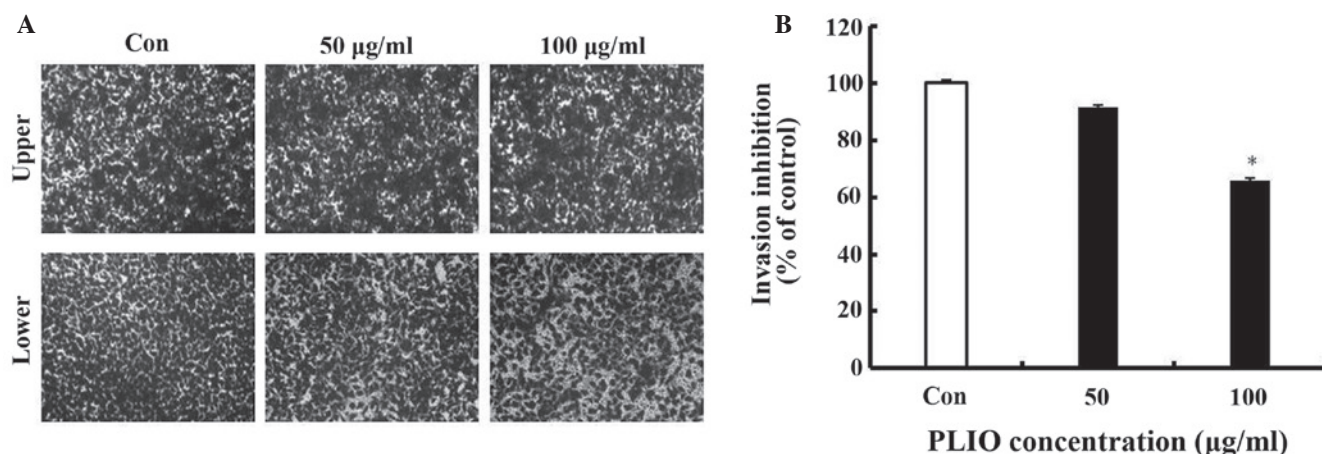 A
Con
50 µg/ml
100 µg/ml
Upper
Lower
B
Invasion inhibition
(% of control)
120
100
80
60
40
20
0
*
Con
50
100
PLIO concentration (µg/ml)